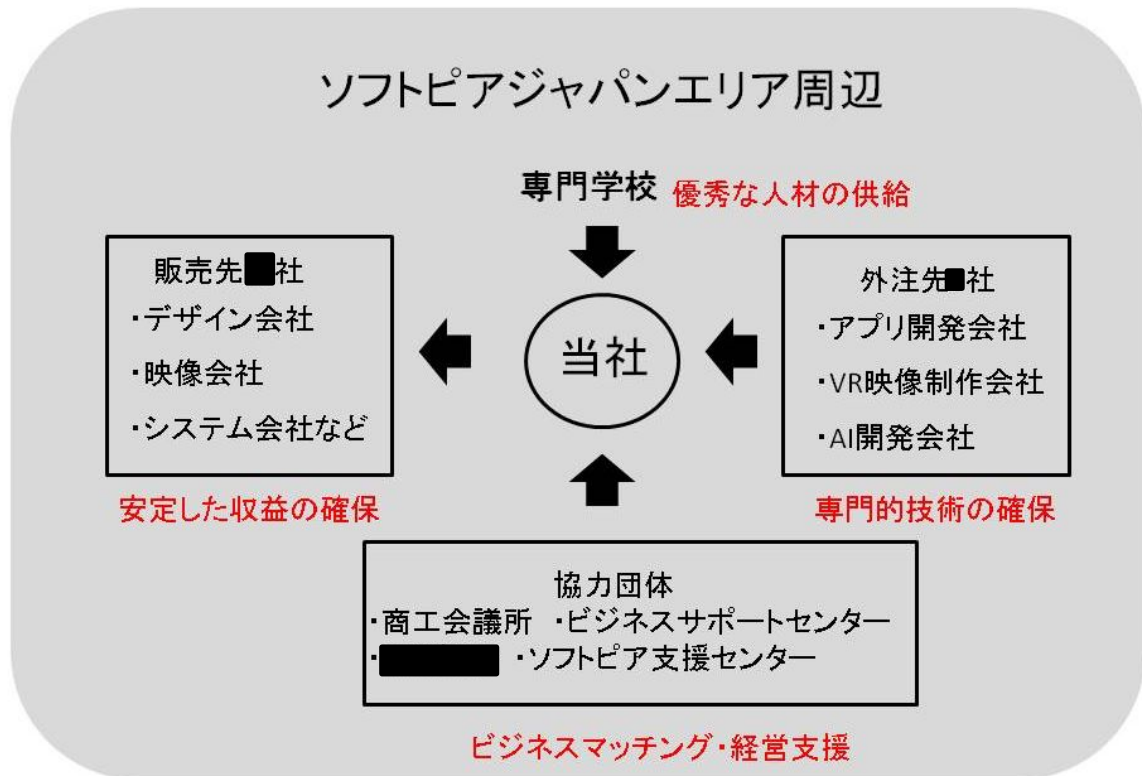 ソフトピアジャパンエリア周辺
専門学校 優秀な人材の供給
販売先 社
・デザイン会社
・映像会社
・システム会社など
安定した収益の確保
当社
外注先 社
・アプリ開発会社
・VR映像制作会社
・AI開発会社
専門的技術の確保
協力団体
・商工会議所 ・ビジネスサポートセンター
・ ・ソフトピア支援センター
ビジネスマッチング・経営支援